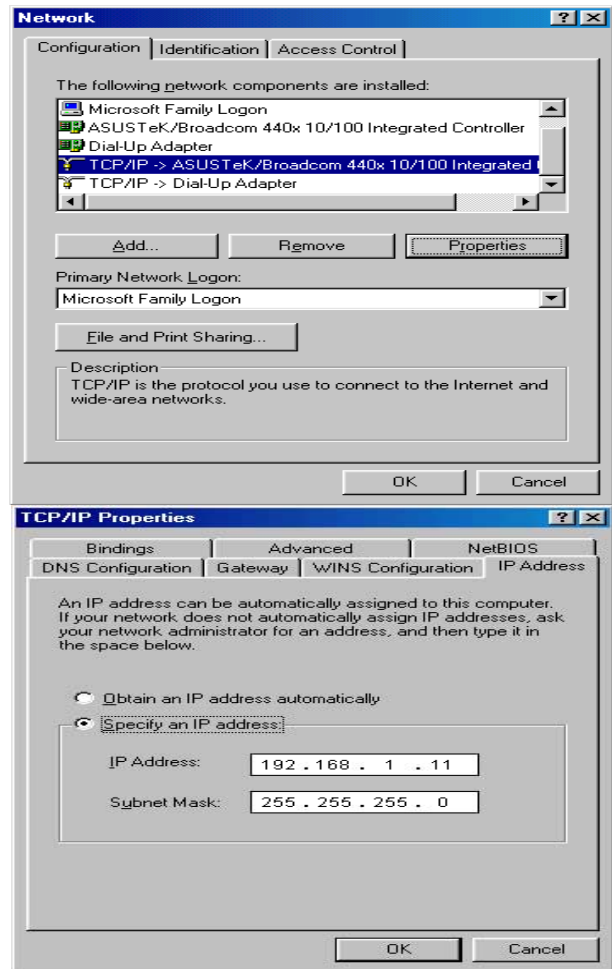 Network
Configuration Identification Access Control
The following network components are installed:
Microsoft Family Logon
ASUSTeK/Broadcom 440x 10/100 Integrated Controller
Dial-Up Adapter
TCP/IP -> ASUSTeK/Broadcom 440x 10/100 Integrated
TCP/IP -> Dial-Up Adapter
Add... Remove Properties
Primary Network Logon:
Microsoft Family Logon
File and Print Sharing...
Description
TCP/IP is the protocol you use to connect to the Internet and
wide-area networks.
OK Cancel
TCP/IP Properties
Bindings Advanced NetBIOS
DNS Configuration Gateway WINS Configuration IP Address
An IP address can be automatically assigned to this computer.
If your network does not automatically assign IP addresses, ask
your network administrator for an address, and then type it in
the space below.
Obtain an IP address automatically
Specify an IP address:
IP Address: 192.168. 1 .11
Subnet Mask: 255.255.255. 0
OK Cancel